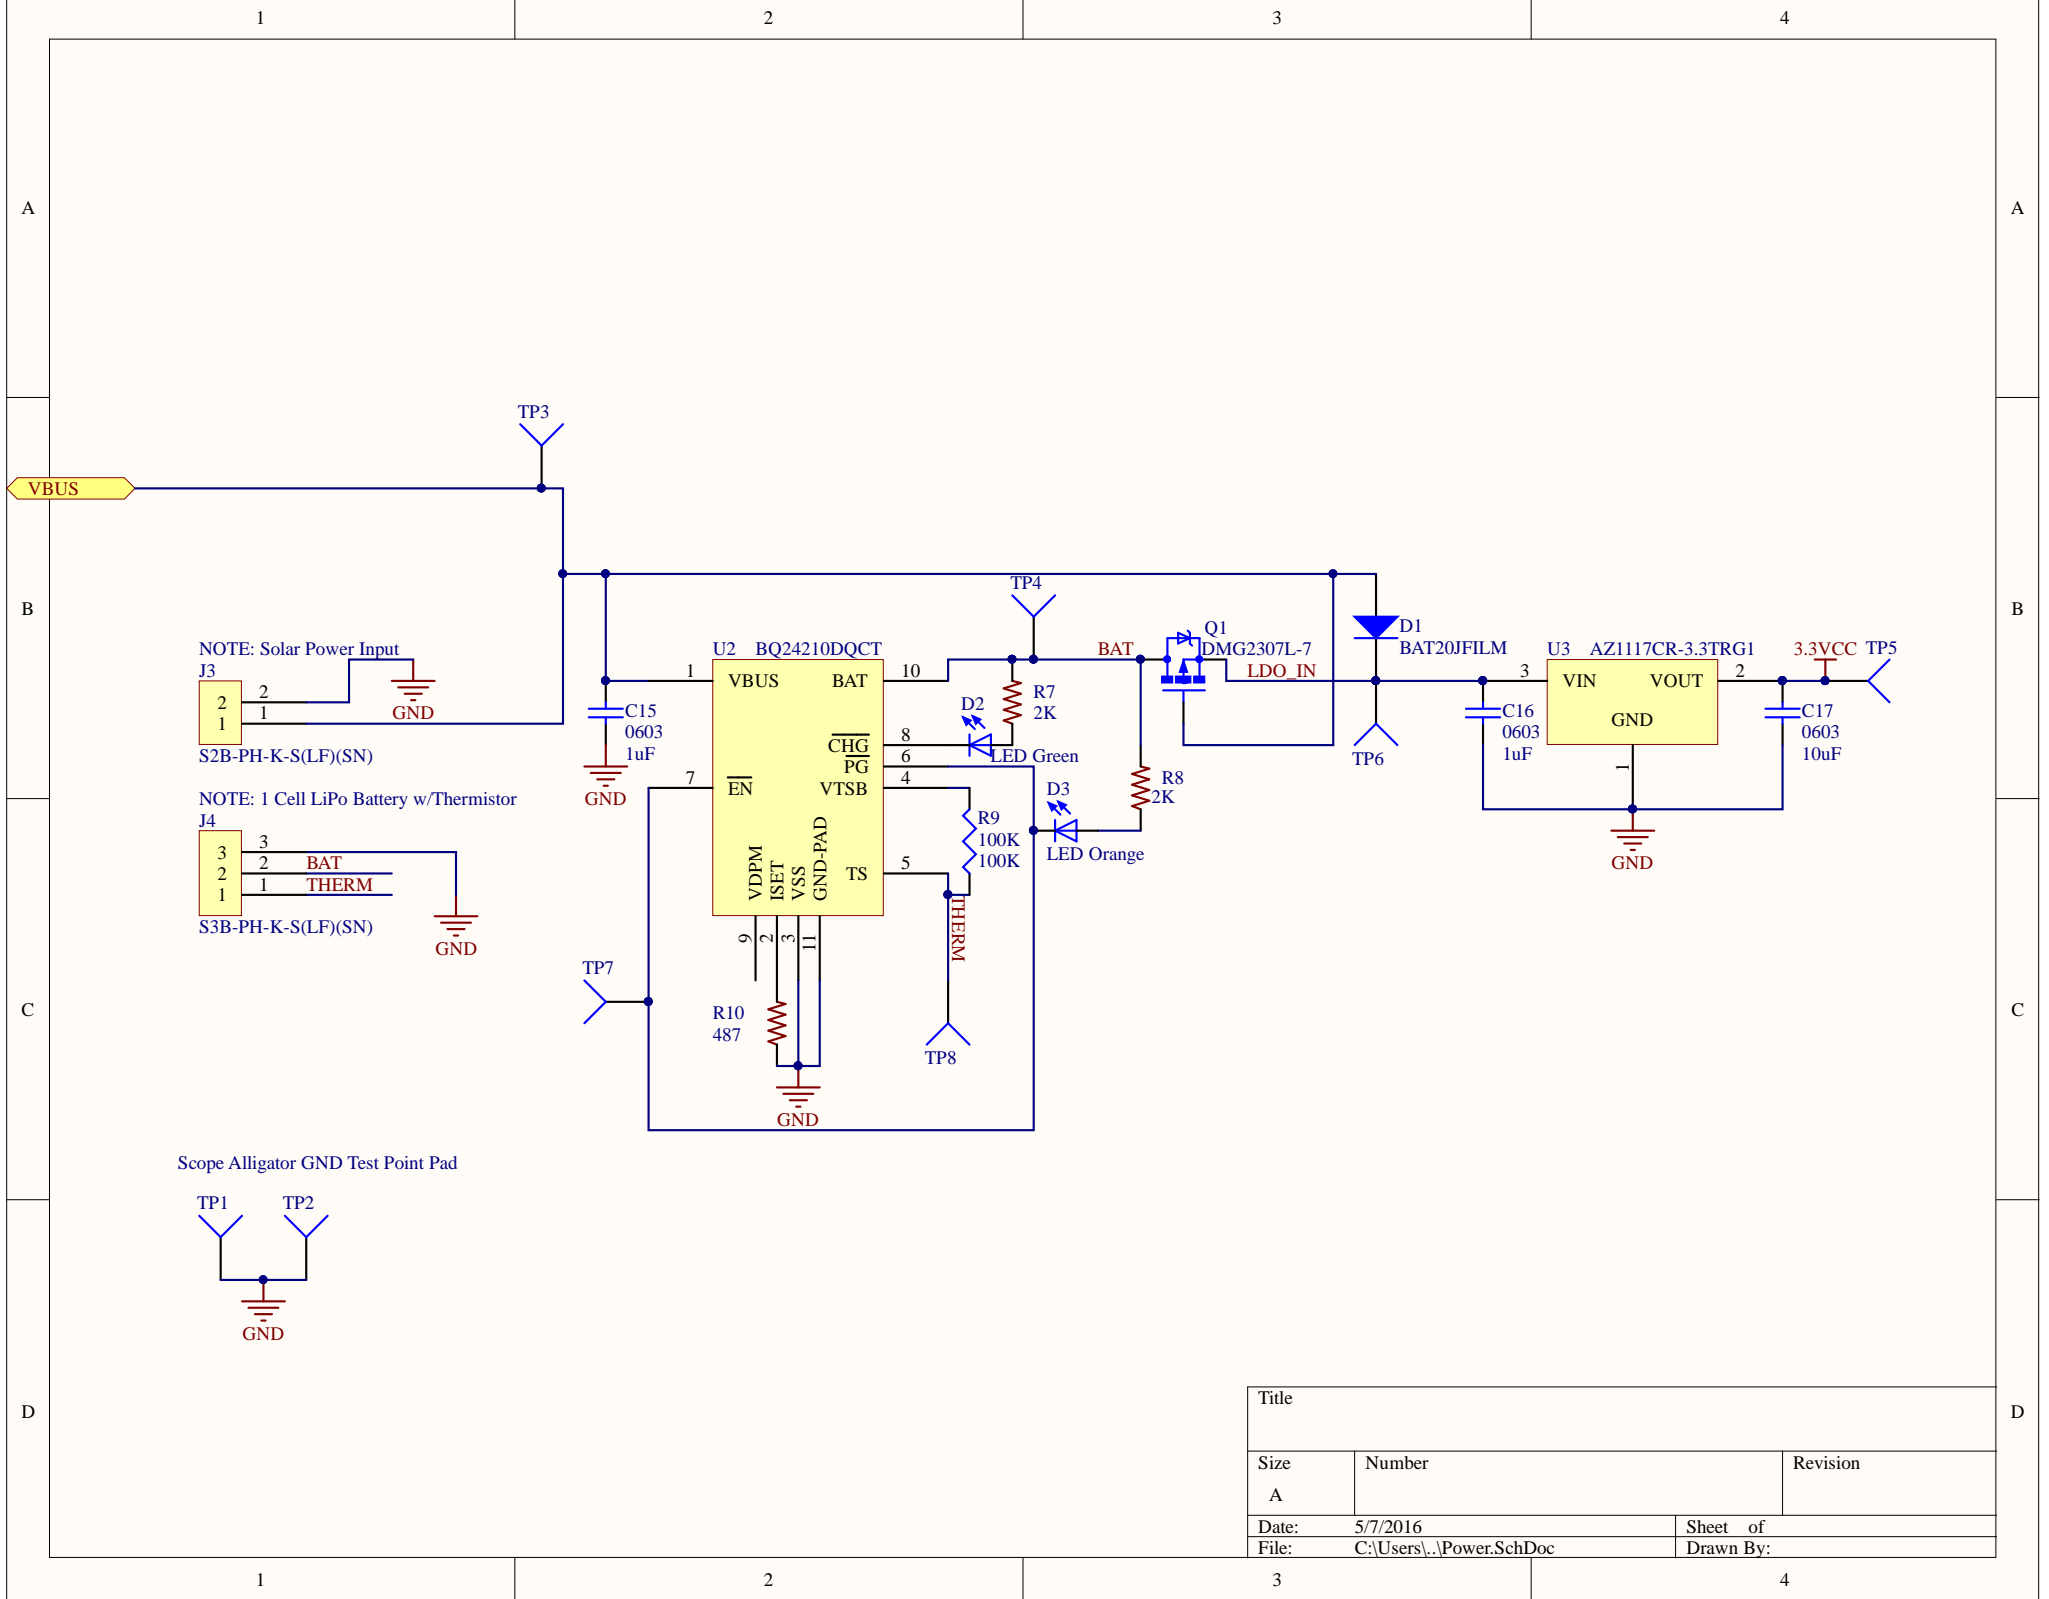 1 2 3 4
A A
TP3
VBUS
B B
TP4
NOTE: Solar Power Input
J3
2 2
1 1
GND
S2B-PH-K-S(LF)(SN)
NOTE: 1 Cell LiPo Battery w/Thermistor
J4
3 3
2 2 BAT
1 1 THERM
S3B-PH-K-S(LF)(SN)
GND
C15
0603
1uF
GND
U2 BQ24210DQCT
1 VBUS
BAT 10
CHG 8
PG 6
7 EN
VTSB 4
TS 5
VDPM
ISET
VSS
GND-PAD
9
2
3
11
R7
2K
D2
LED Green
BAT
Q1
DMG2307L-7
LDO_IN
D1
BAT20JFILM
TP6
R8
2K
D3
LED Orange
R9
100K
100K
THERM
TP7
R10
487
TP8
GND
C16
0603
1uF
U3 AZ1117CR-3.3TRG1
3 VIN VOUT 2
GND
1
3.3VCC TP5
C17
0603
10uF
GND
C C
Scope Alligator GND Test Point Pad
TP1 TP2
GND
D D
Title
Size Number Revision
A
Date: 5/7/2016 Sheet of
File: C:\Users\..\Power.SchDoc Drawn By:
1 2 3 4